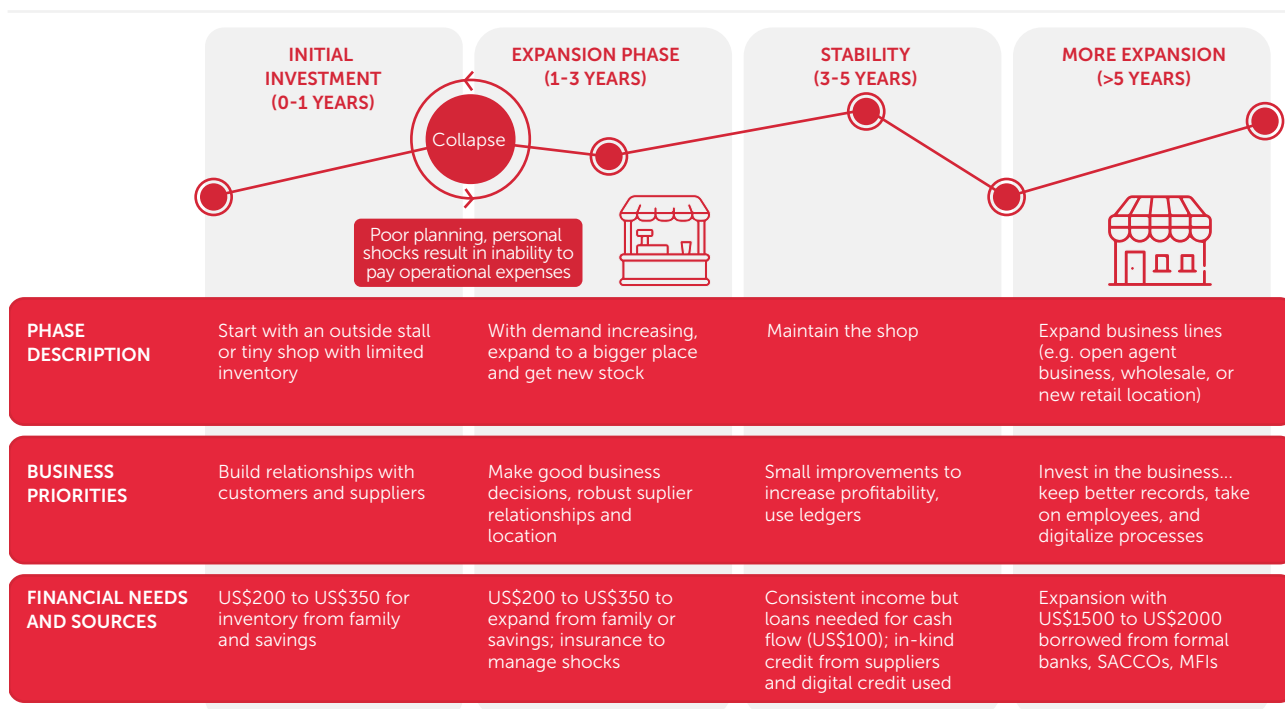 INITIAL
INVESTMENT
(0-1 YEARS)
EXPANSION PHASE
(1-3 YEARS)
STABILITY
(3-5 YEARS)
MORE EXPANSION
(>5 YEARS)
Collapse
Poor planning, personal
shocks result in inability to
pay operational expenses
PHASE
DESCRIPTION
Start with an outside stall
or tiny shop with limited
inventory
With demand increasing,
expand to a bigger place
and get new stock
Maintain the shop
Expand business lines
(e.g. open agent
business, wholesale, or
new retail location)
BUSINESS
PRIORITIES
Build relationships with
customers and suppliers
Make good business
decisions, robust suplier
relationships and
location
Small improvements to
increase profitability,
use ledgers
Invest in the business...
keep better records, take
on employees, and
digitalize processes
FINANCIAL NEEDS
AND SOURCES
US$200 to US$350 for
inventory from family
and savings
US$200 to US$350 to
expand from family or
savings; insurance to
manage shocks
Consistent income but
loans needed for cash
flow (US$100); in-kind
credit from suppliers
and digital credit used
Expansion with
US$1500 to US$2000
borrowed from formal
banks, SACCOs, MFIs